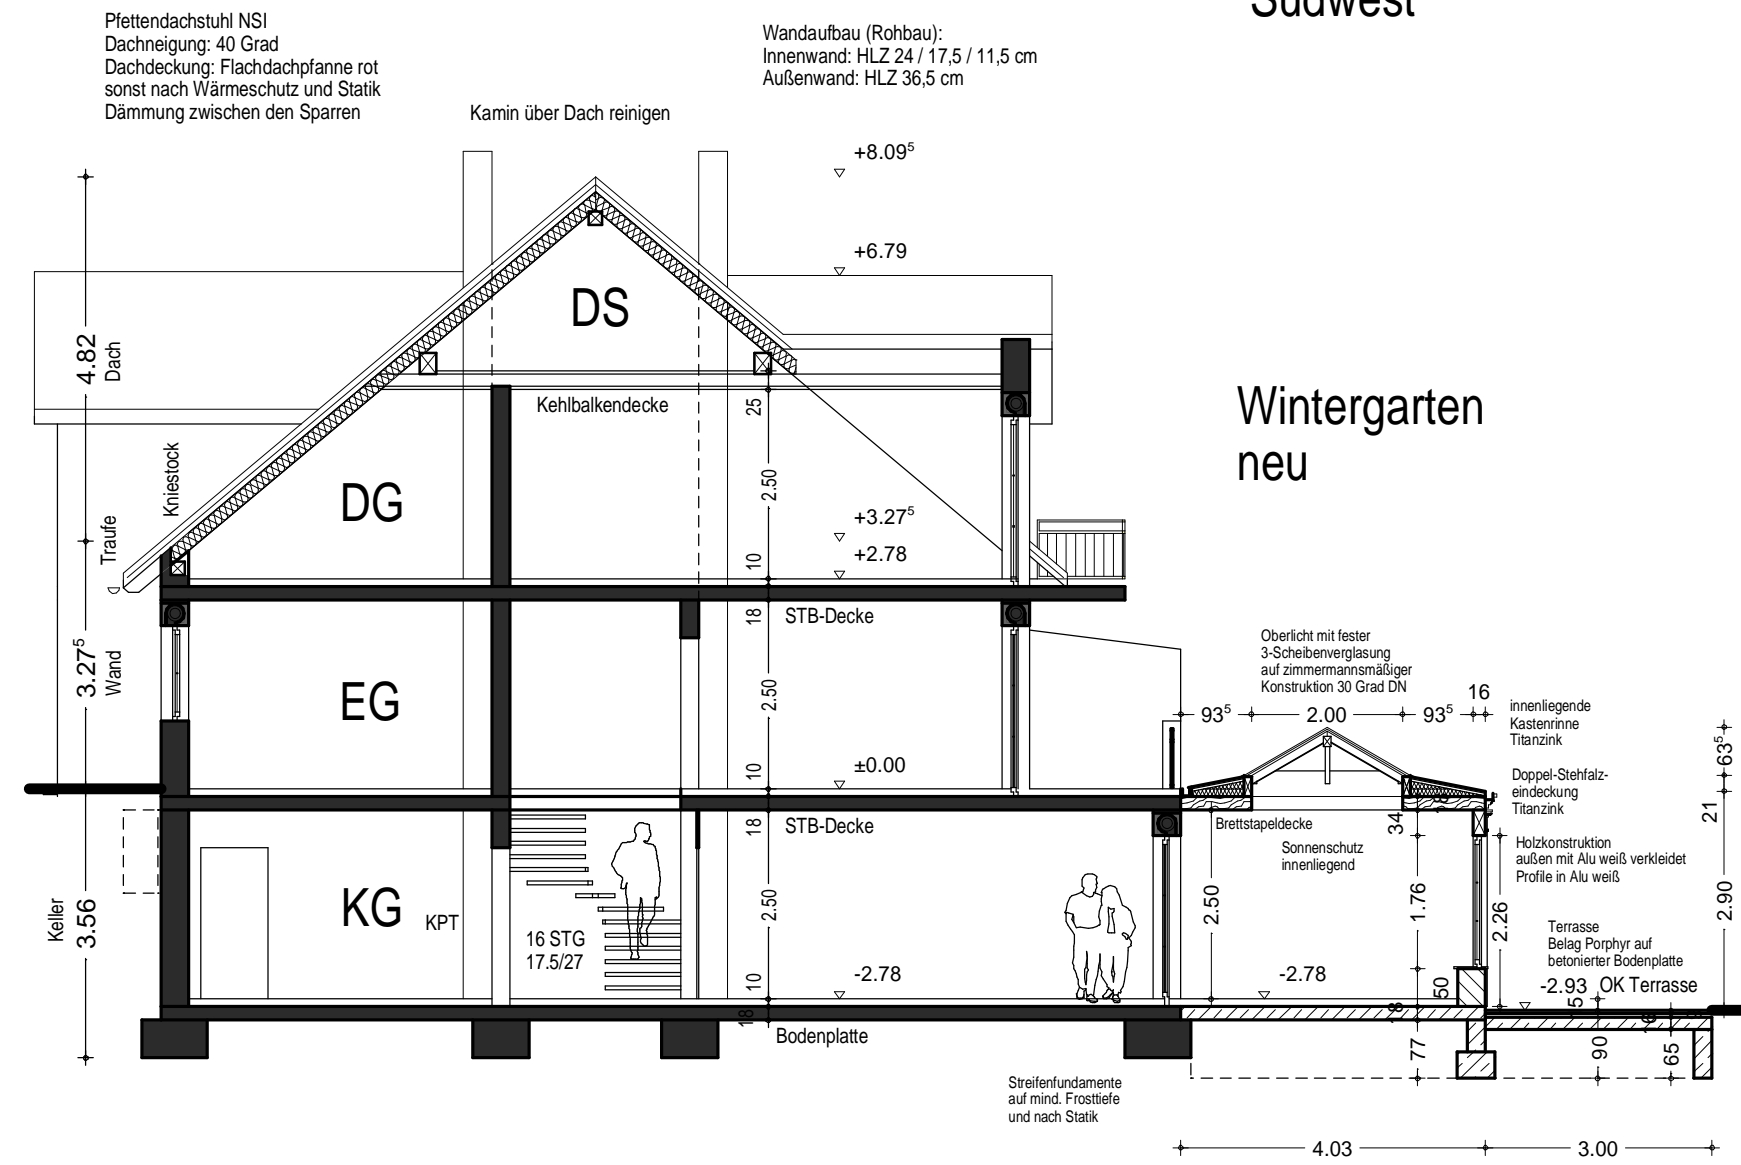 Südwest
Pfettendachstuhl NSI
Dachneigung: 40 Grad
Dachdeckung: Flachdachpfanne rot
sonst nach Wärmeschutz und Statik
Dämmung zwischen den Sparren
Wandaufbau (Rohbau):
Innenwand: HLZ 24 / 17,5 / 11,5 cm
Außenwand: HLZ 36,5 cm
Kamin über Dach reinigen
+8.09⁵
+6.79
DS
4.82
Dach
Kehlbalkendecke
25
Wintergarten
neu
Kniestock
DG
2.50
Traufe
+3.27⁵
+2.78
10
18
STB-Decke
3.27⁵
Wand
EG
2.50
Oberlicht mit fester
3-Scheibenverglasung
auf zimmermannsmäßiger
Konstruktion 30 Grad DN
93⁵
2.00
93⁵
16
innenliegende
Kastenrinne
Titanzink
63⁵
10
±0.00
Doppel-Stehfalz-
eindeckung
Titanzink
21
18
STB-Decke
Brettstapeldecke
34
Sonnenschutz
innenliegend
Holzkonstruktion
außen mit Alu weiß verkleidet
Profile in Alu weiß
Keller
3.56
KG
KPT
16 STG
17.5/27
2.50
2.50
1.76
2.26
2.90
Terrasse
Belag Porphyr auf
betonierter Bodenplatte
10
-2.78
-2.78
50
-2.93 OK Terrasse
5
18
18
16
Bodenplatte
77
90
65
Streifenfundamente
auf mind. Frosttiefe
und nach Statik
4.03
3.00